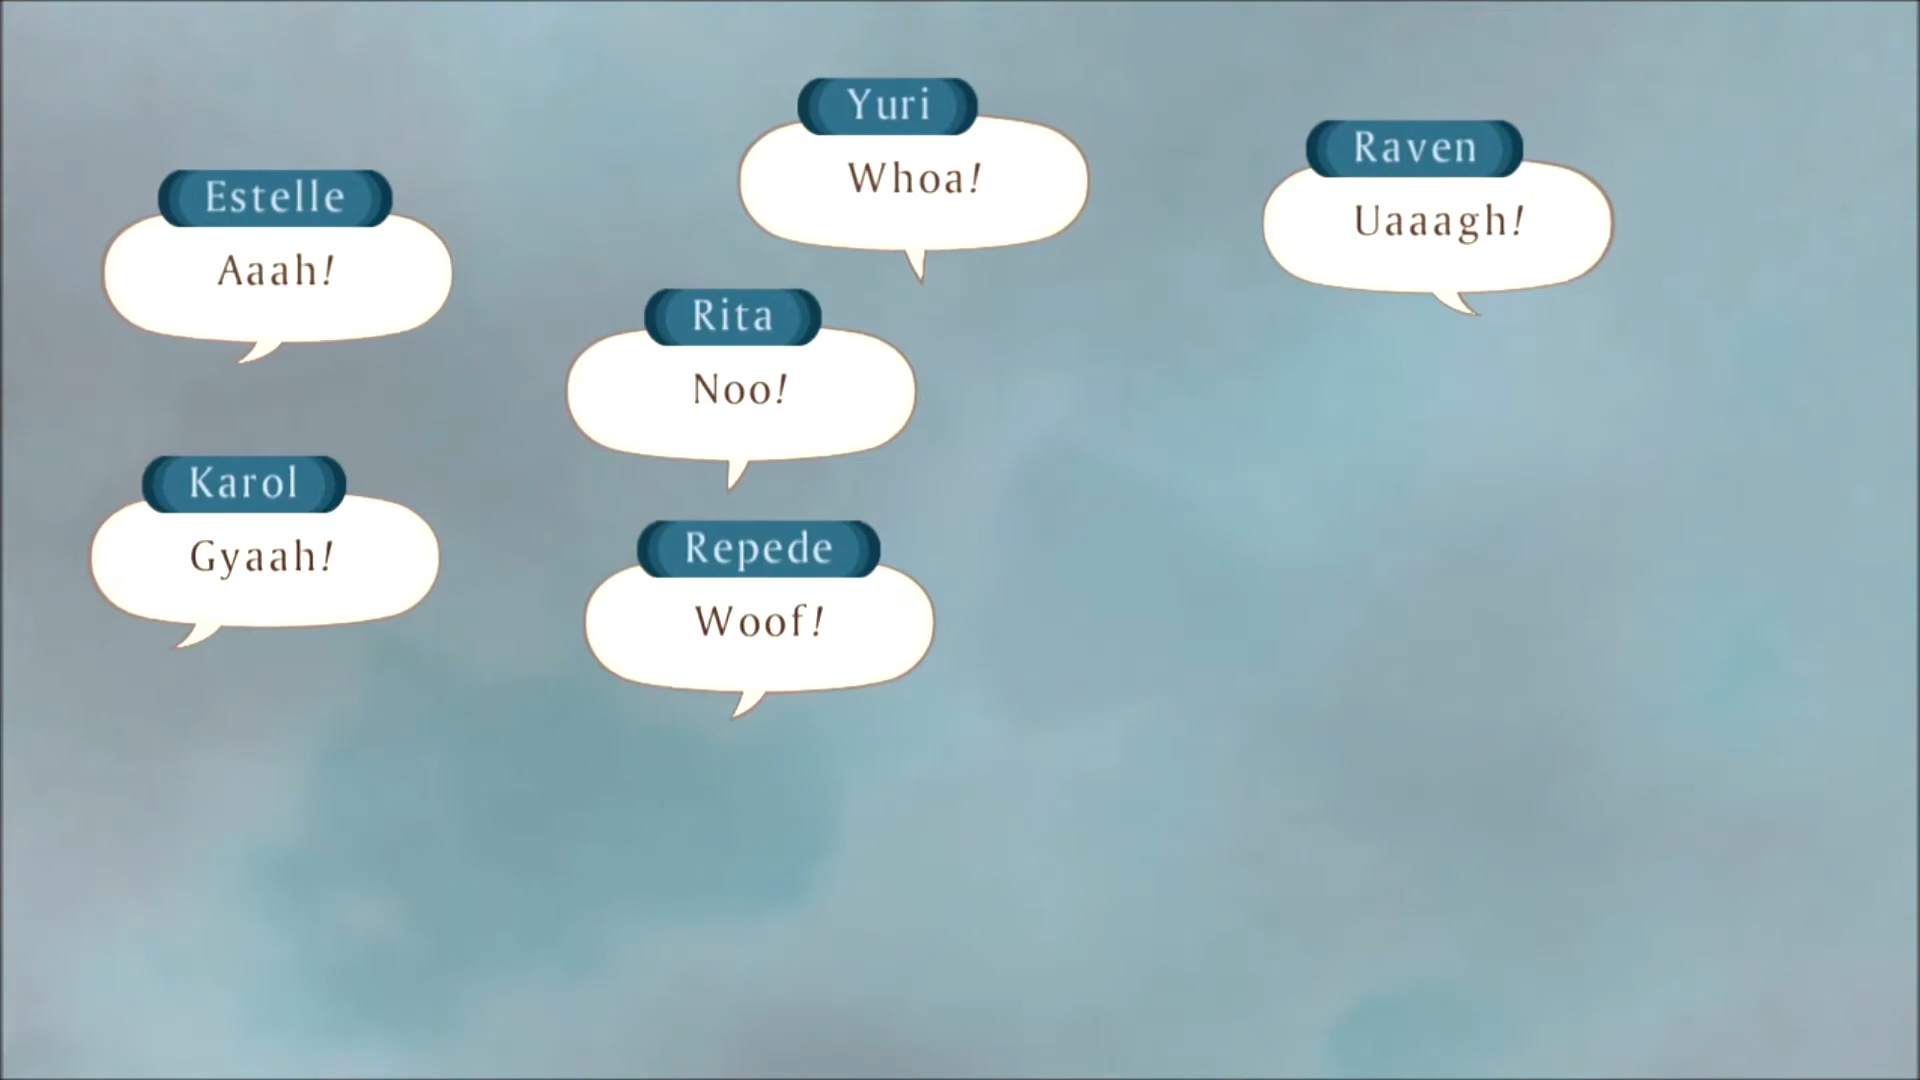 Yuri
Whoa!
Raven
Uaaagh!
Estelle
Aaah!
Rita
Noo!
Karol
Gyaah!
Repede
Woof!